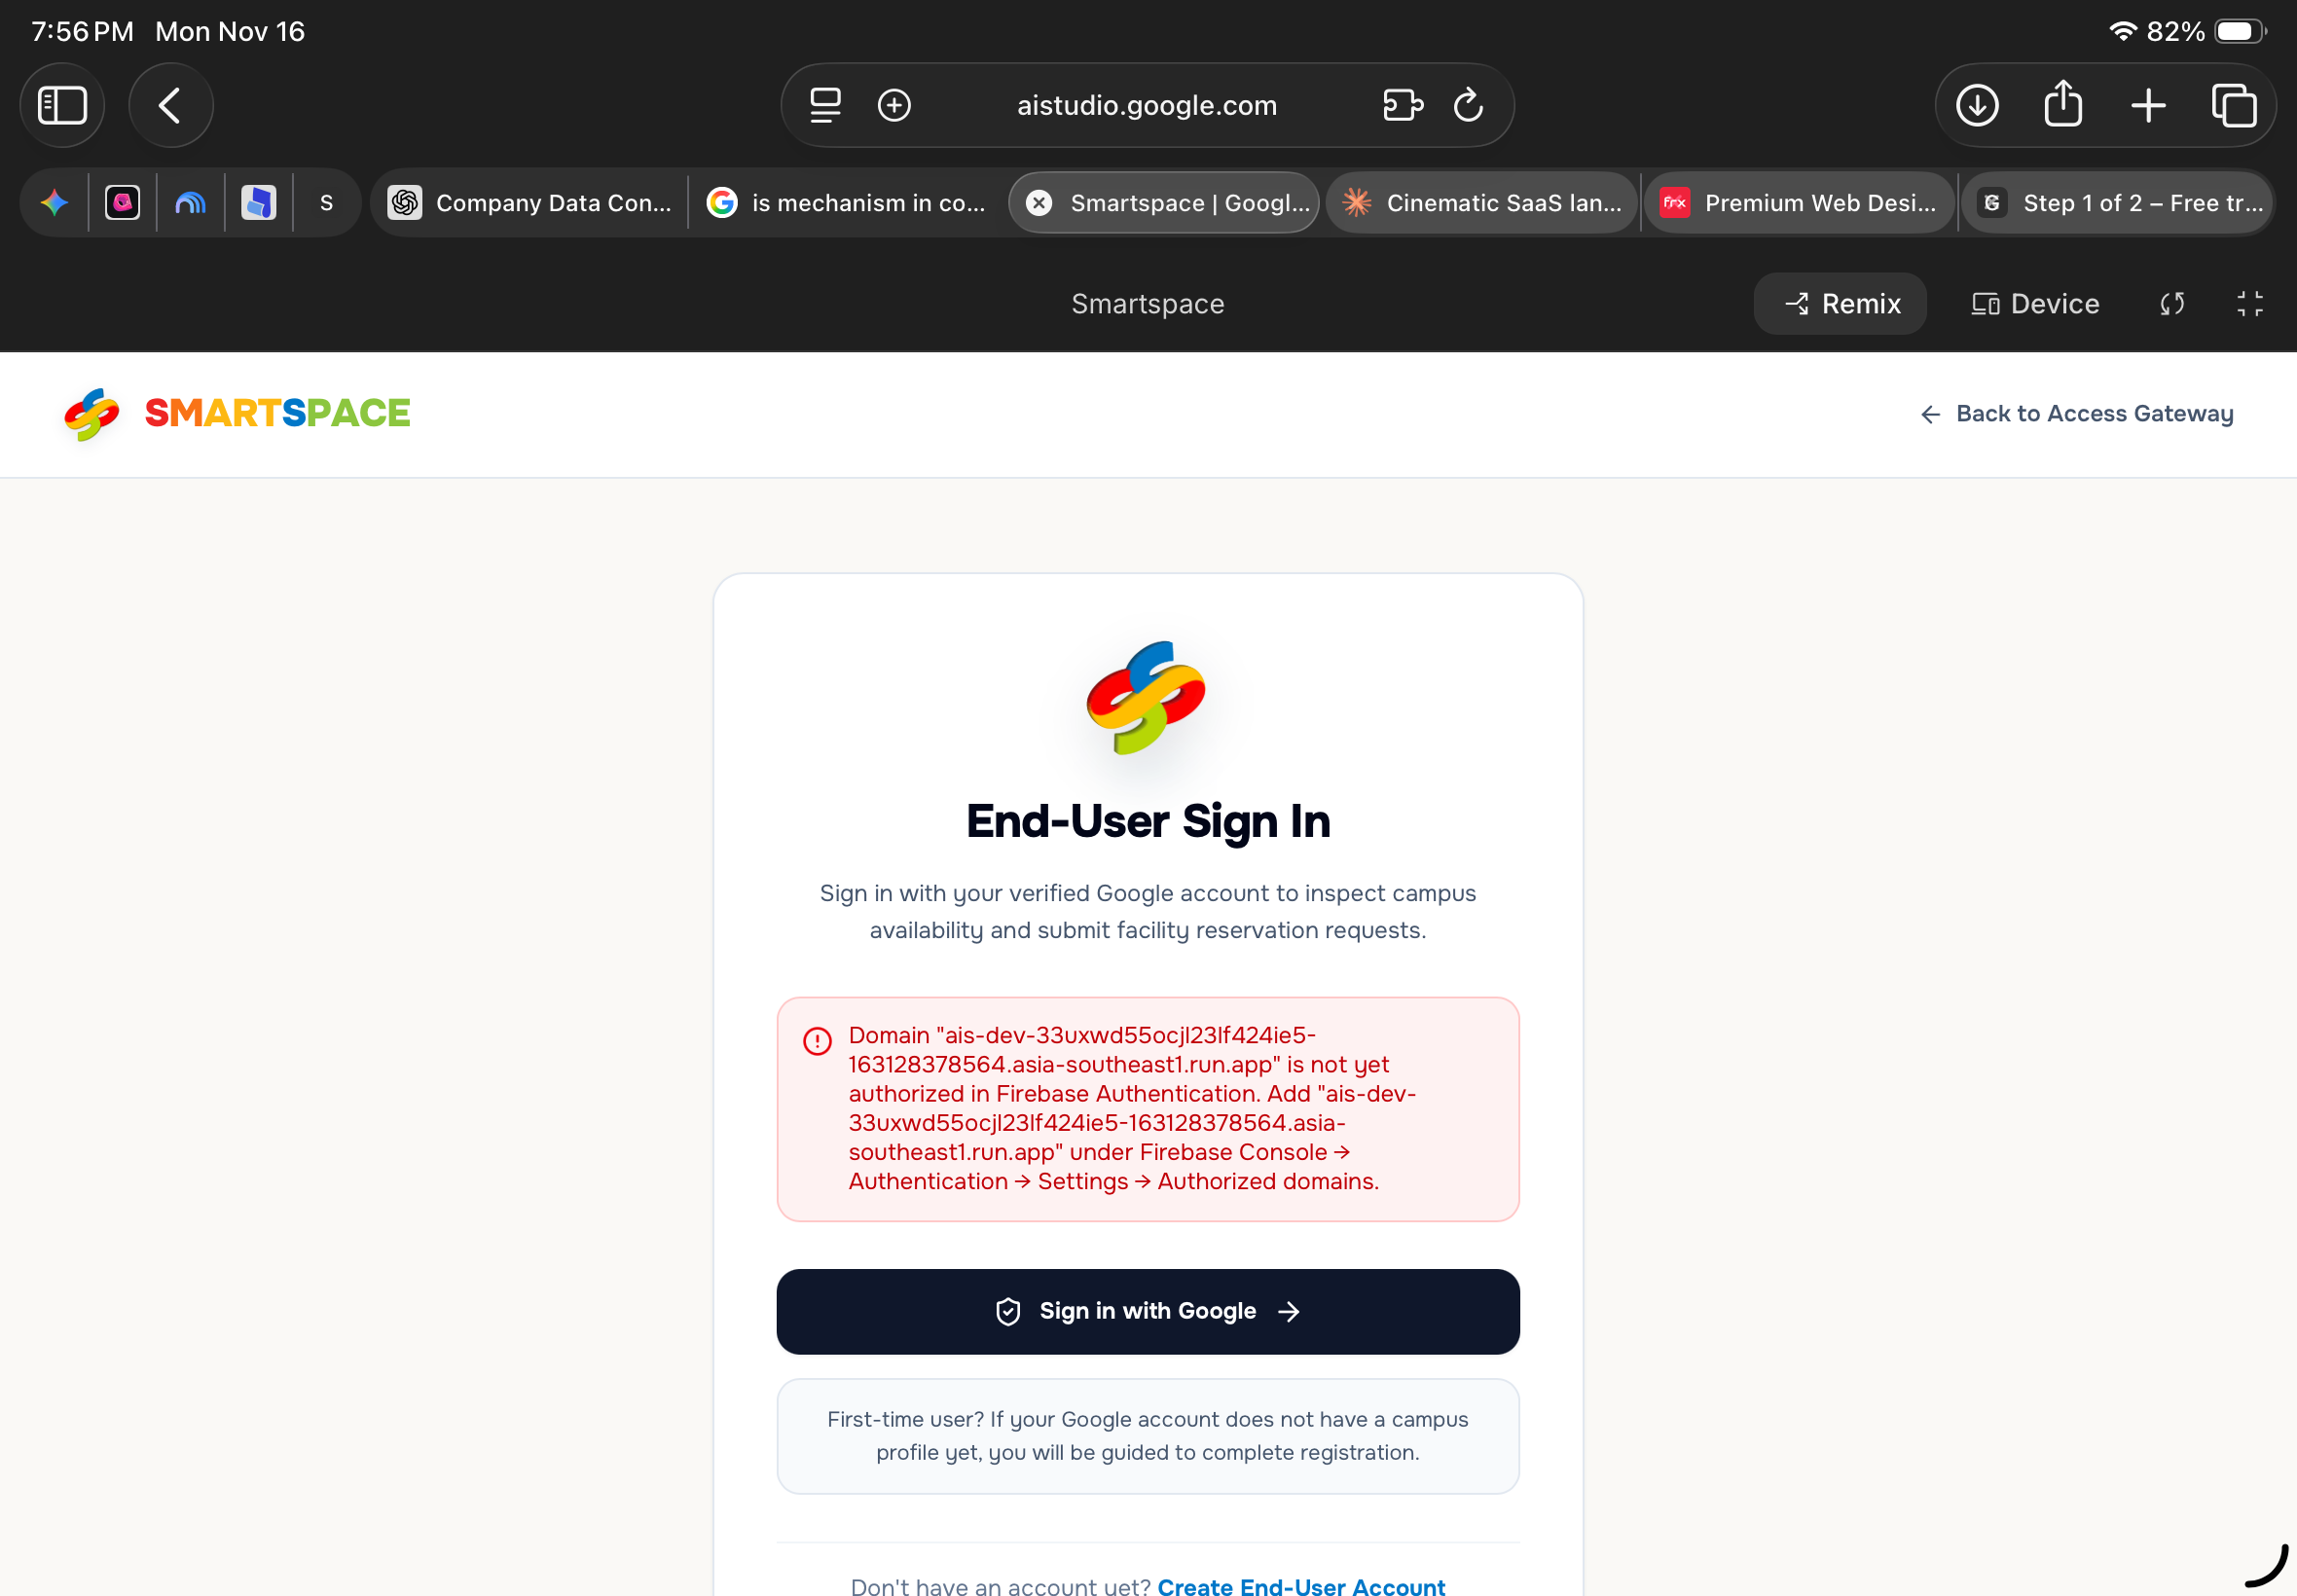 7:56 PM Mon Nov 16
82%
aistudio.google.com
S
Company Data Con...
is mechanism in co...
Smartspace | Googl...
Cinematic SaaS lan...
frx
Premium Web Desi...
G
Step 1 of 2 – Free tr...
Smartspace
Remix
Device
SMARTSPACE
← Back to Access Gateway
End-User Sign In
Sign in with your verified Google account to inspect campus
availability and submit facility reservation requests.
Domain "ais-dev-33uxwd55ocjl23lf424ie5-
163128378564.asia-southeast1.run.app" is not yet
authorized in Firebase Authentication. Add "ais-dev-
33uxwd55ocjl23lf424ie5-163128378564.asia-
southeast1.run.app" under Firebase Console →
Authentication → Settings → Authorized domains.
Sign in with Google →
First-time user? If your Google account does not have a campus
profile yet, you will be guided to complete registration.
Don't have an account yet? Create End-User Account